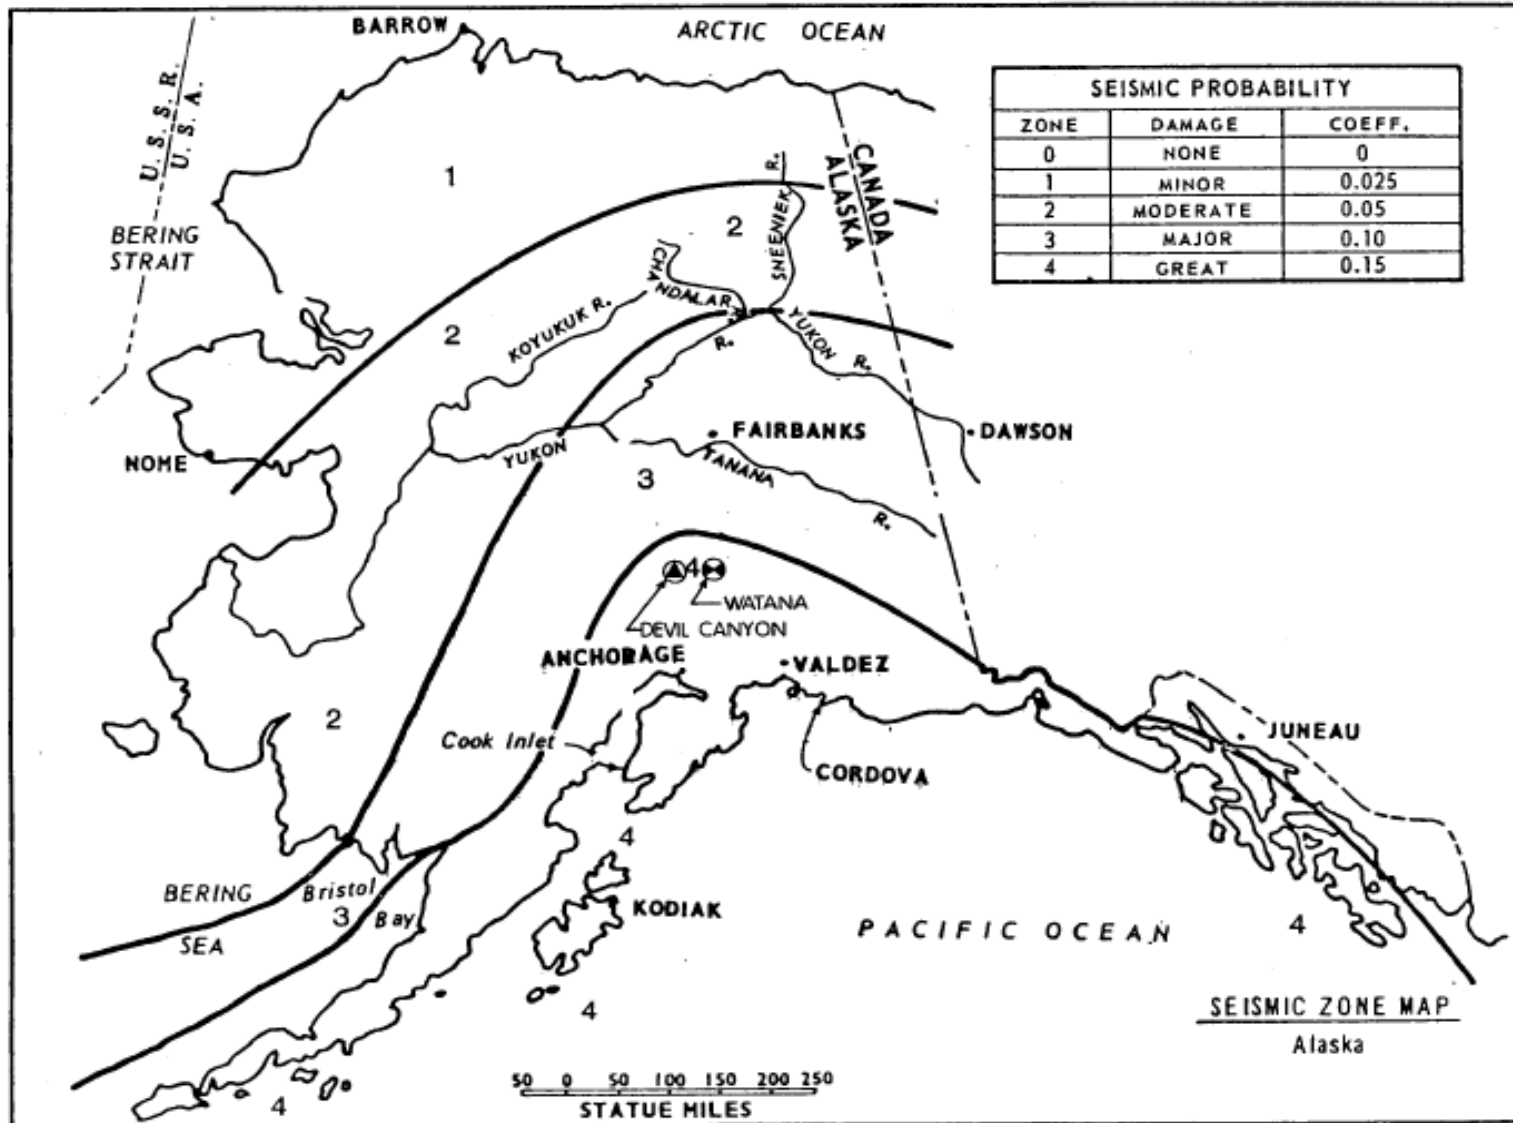 BARROW
ARCTIC OCEAN
U. S. S. R.
U. S. A.
SEISMIC PROBABILITY
ZONE DAMAGE COEFF.
0 NONE 0
1 MINOR 0.025
2 MODERATE 0.05
3 MAJOR 0.10
4 GREAT 0.15
CANADA
ALASKA
1
BERING
STRAIT
2
SHEENIEK R.
CHANDALAR R.
KOYUKUK R.
2
YUKON R.
R.
NOME
YUKON
FAIRBANKS
DAWSON
TANANA R.
3
4
WATANA
DEVIL CANYON
ANCHORAGE
VALDEZ
2
Cook Inlet
CORDOVA
JUNEAU
4
BERING
SEA
Bristol
Bay
3
KODIAK
PACIFIC OCEAN
4
4
SEISMIC ZONE MAP
Alaska
50 0 50 100 150 200 250
STATUE MILES
4